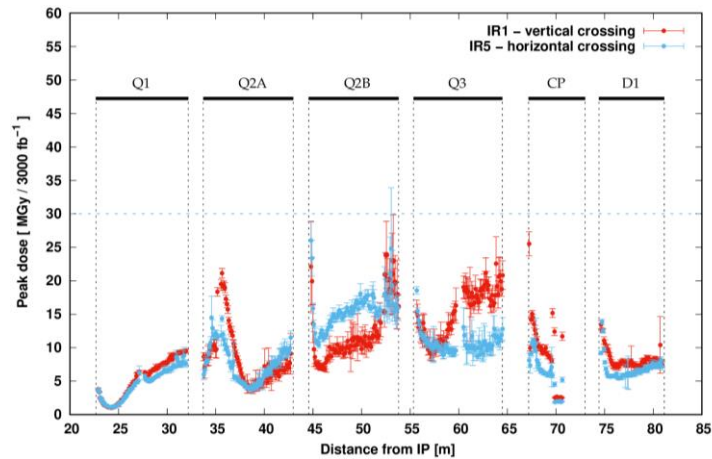 IR1 – vertical crossing
IR5 – horizontal crossing
Q1 Q2A Q2B Q3 CP D1
Peak dose [ MGy / 3000 fb⁻¹ ]
60
55
50
45
40
35
30
25
20
15
10
5
0
20 25 30 35 40 45 50 55 60 65 70 75 80 85
Distance from IP [m]